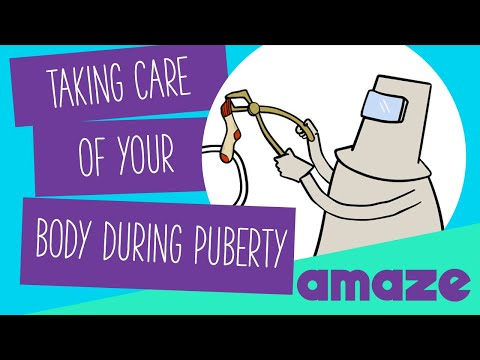 TAKING CARE
OF YOUR
BODY DURING PUBERTY
amaze